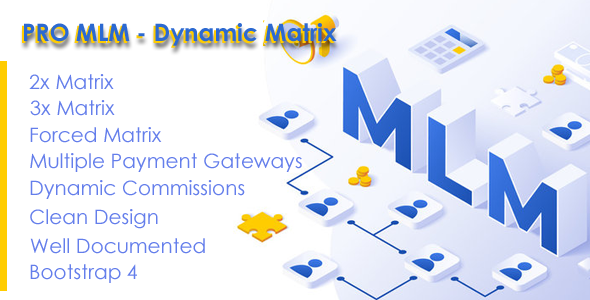 PRO MLM - Dynamic Matrix
2x Matrix
3x Matrix
Forced Matrix
Multiple Payment Gateways
Dynamic Commissions
Clean Design
Well Documented
Bootstrap 4
MLM